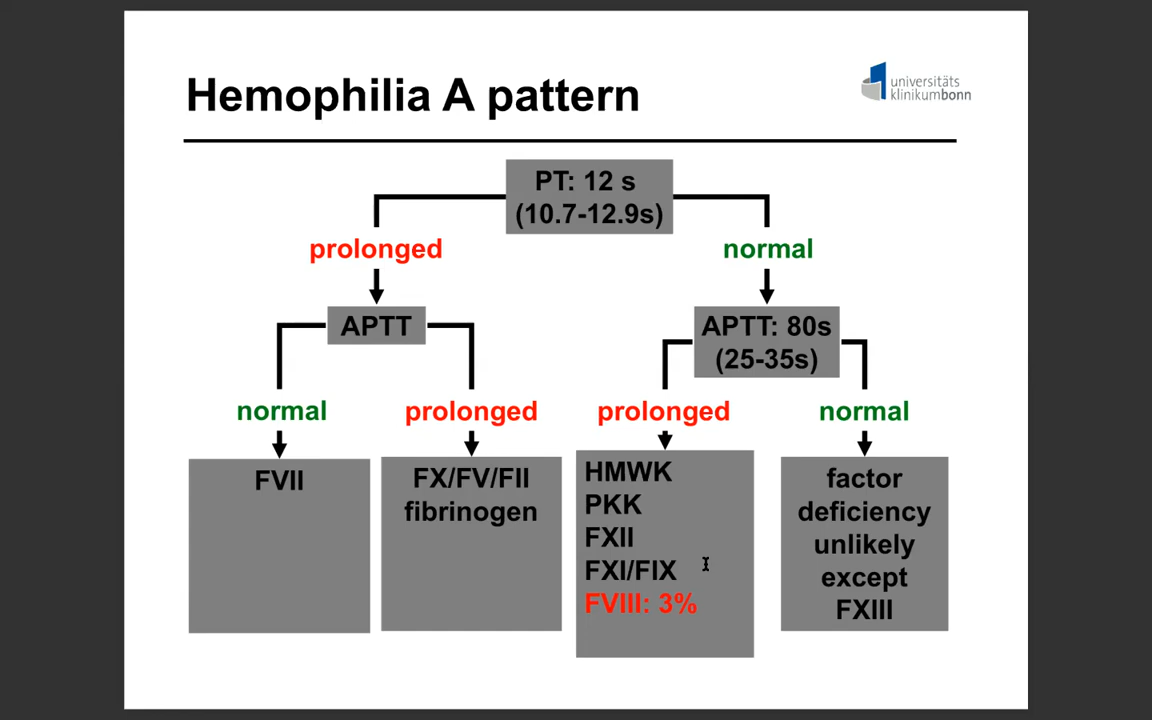 Hemophilia A pattern
universitäts
klinikumbonn
PT: 12 s
(10.7-12.9s)
prolonged
normal
APTT
APTT: 80s
(25-35s)
normal
prolonged
prolonged
normal
FVII
FX/FV/FII
fibrinogen
HMWK
PKK
FXII
FXI/FIX
FVIII: 3%
factor
deficiency
unlikely
except
FXIII